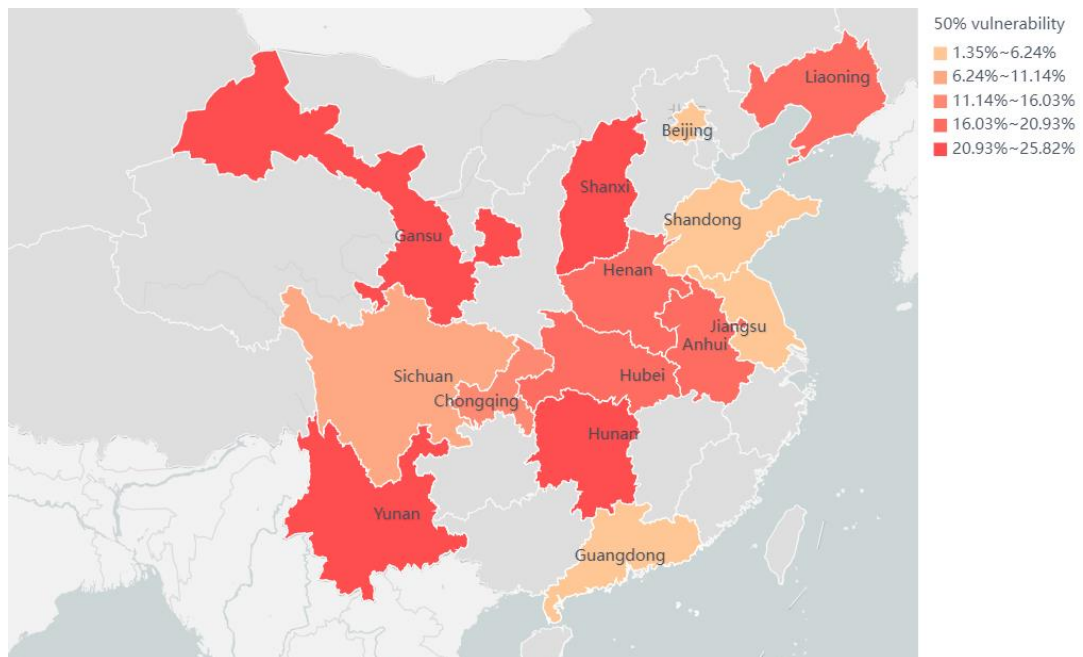 50% vulnerability
1.35%~6.24%
6.24%~11.14%
11.14%~16.03%
16.03%~20.93%
20.93%~25.82%
Liaoning
Beijing
Shanxi
Shandong
Gansu
Henan
Jiangsu
Anhui
Sichuan
Hubei
Chongqing
Hunan
Yunan
Guangdong